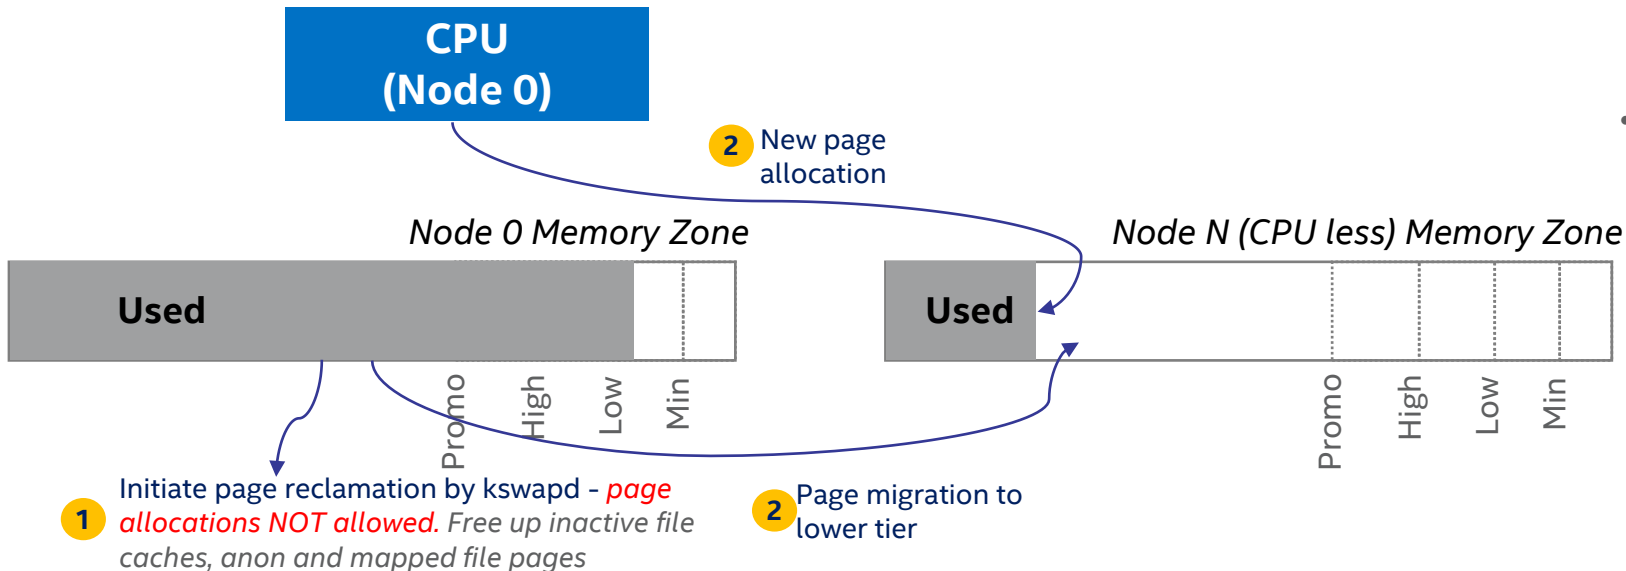 CPU
(Node 0)
2 New page
allocation
Node 0 Memory Zone
Node N (CPU less) Memory Zone
Used
Used
Promo
High
Low
Min
Promo
High
Low
Min
1 Initiate page reclamation by kswapd - page
allocations NOT allowed. Free up inactive file
caches, anon and mapped file pages
2 Page migration to
lower tier